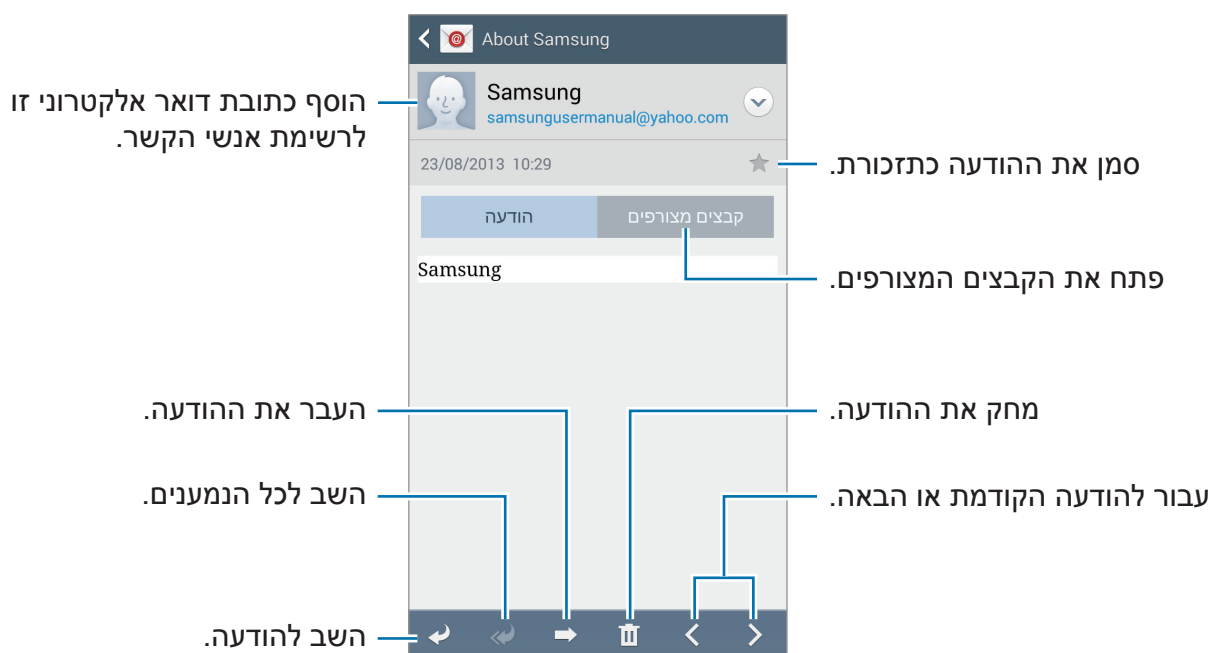 About Samsung
Samsung
samsungusermanual@yahoo.com
הוסף כתובת דואר אלקטרוני זו
לרשימת אנשי הקשר.
23/08/2013 10:29
סמן את ההודעה כתזכורת.
הודעה
קבצים מצורפים
Samsung
פתח את הקבצים המצורפים.
העבר את ההודעה.
מחק את ההודעה.
השב לכל הנמענים.
עבור להודעה הקודמת או הבאה.
השב להודעה.